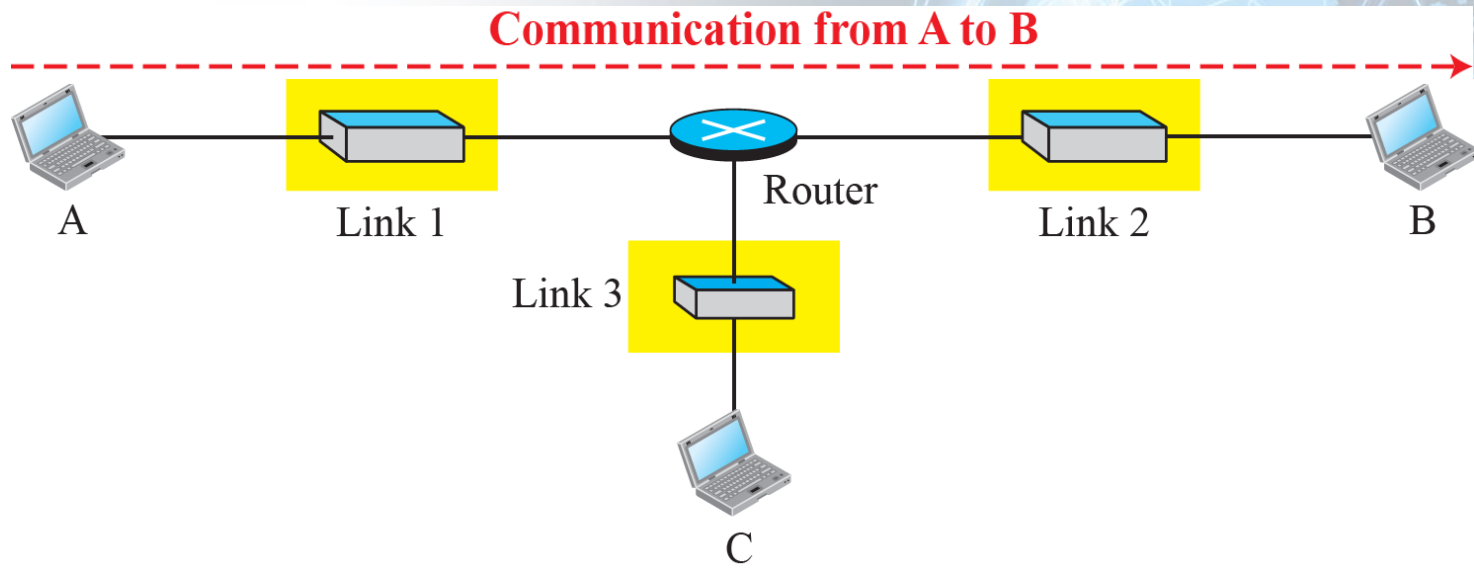 Communication from A to B
A
Link 1
Router
Link 2
B
Link 3
C